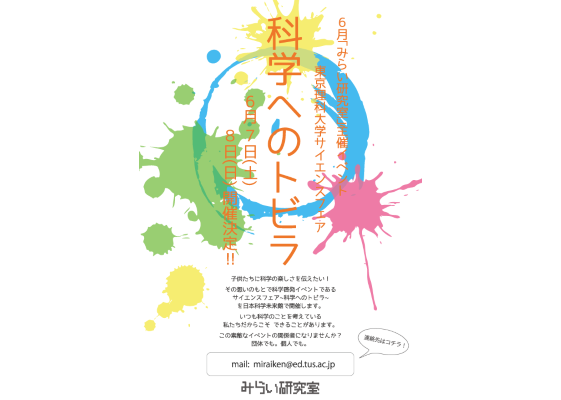 6月「みらい研究室」主催イベント
東京理科大学サイエンスフェア
科学へのトビラ
6月7日(土)
8日(日)開催決定!!
子供たちに科学の楽しさを伝えたい！
その思いのもとで科学啓発イベントである
サイエンスフェア~科学へのトビラ~
を日本科学未来館で開催します。
いつも科学のことを考えている
私たちだからこそ できることがあります。
この素敵なイベントの開催者になりませんか？
団体でも。個人でも。
連絡先はコチラ！
mail: miraiken@ed.tus.ac.jp
みらい研究室